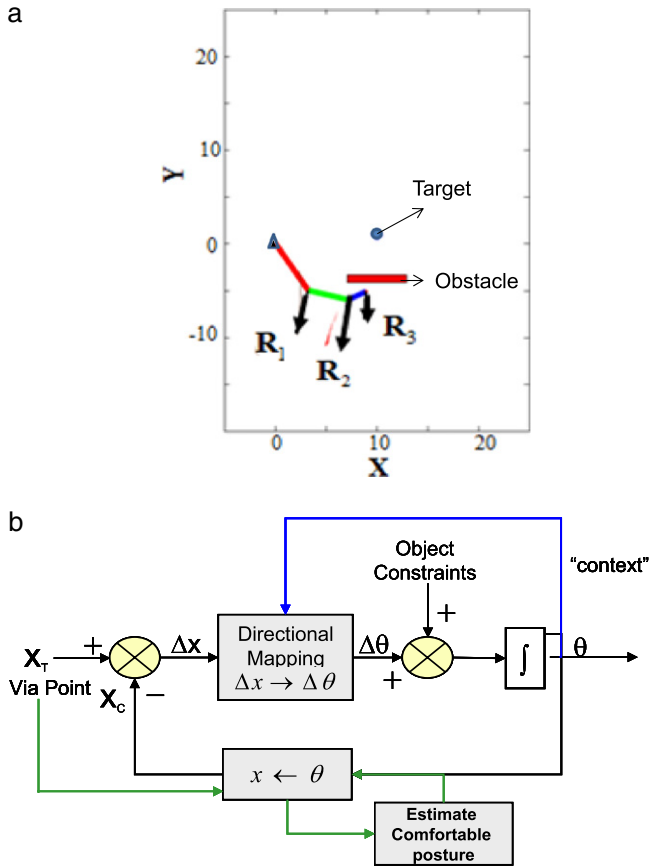 a
20
10
0
-10
Y
Target
Obstacle
R1
R2
R3
0
10
20
X
b
Object
Constraints
"context"
+
+
Δx
Directional
Mapping
Δx → Δθ
Δθ
+
∫
θ
XT
Via Point
XC
−
x ← θ
Estimate
Comfortable
posture